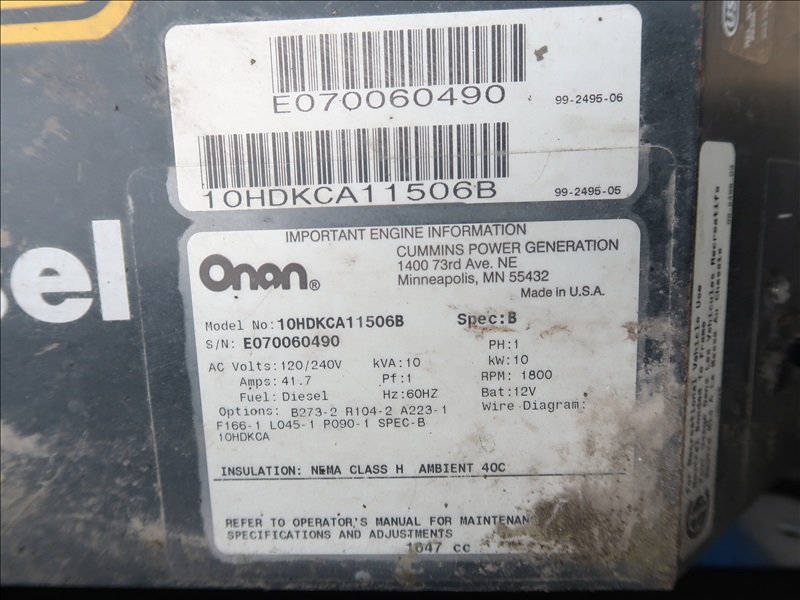 E070060490
99-2495-06
10HDKCA11506B
99-2495-05
sel
IMPORTANT ENGINE INFORMATION
Onan®
CUMMINS POWER GENERATION
1400 73rd Ave. NE
Minneapolis, MN 55432
Made in U.S.A.
Model No: 10HDKCA11506B Spec:B
S/N: E070060490 PH:1
AC Volts: 120/240V kVA:10 kW:10
Amps: 41.7 Pf:1 RPM: 1800
Fuel: Diesel Hz:60HZ Bat:12V
Options: B273-2 R104-2 A223-1 Wire Diagram:
F166-1 L045-1 P090-1 SPEC-B
10HDKCA
INSULATION: NEMA CLASS H AMBIENT 40C
REFER TO OPERATOR'S MANUAL FOR MAINTENAN
SPECIFICATIONS AND ADJUSTMENTS
1647 cc
For Recreational Vehicle Use